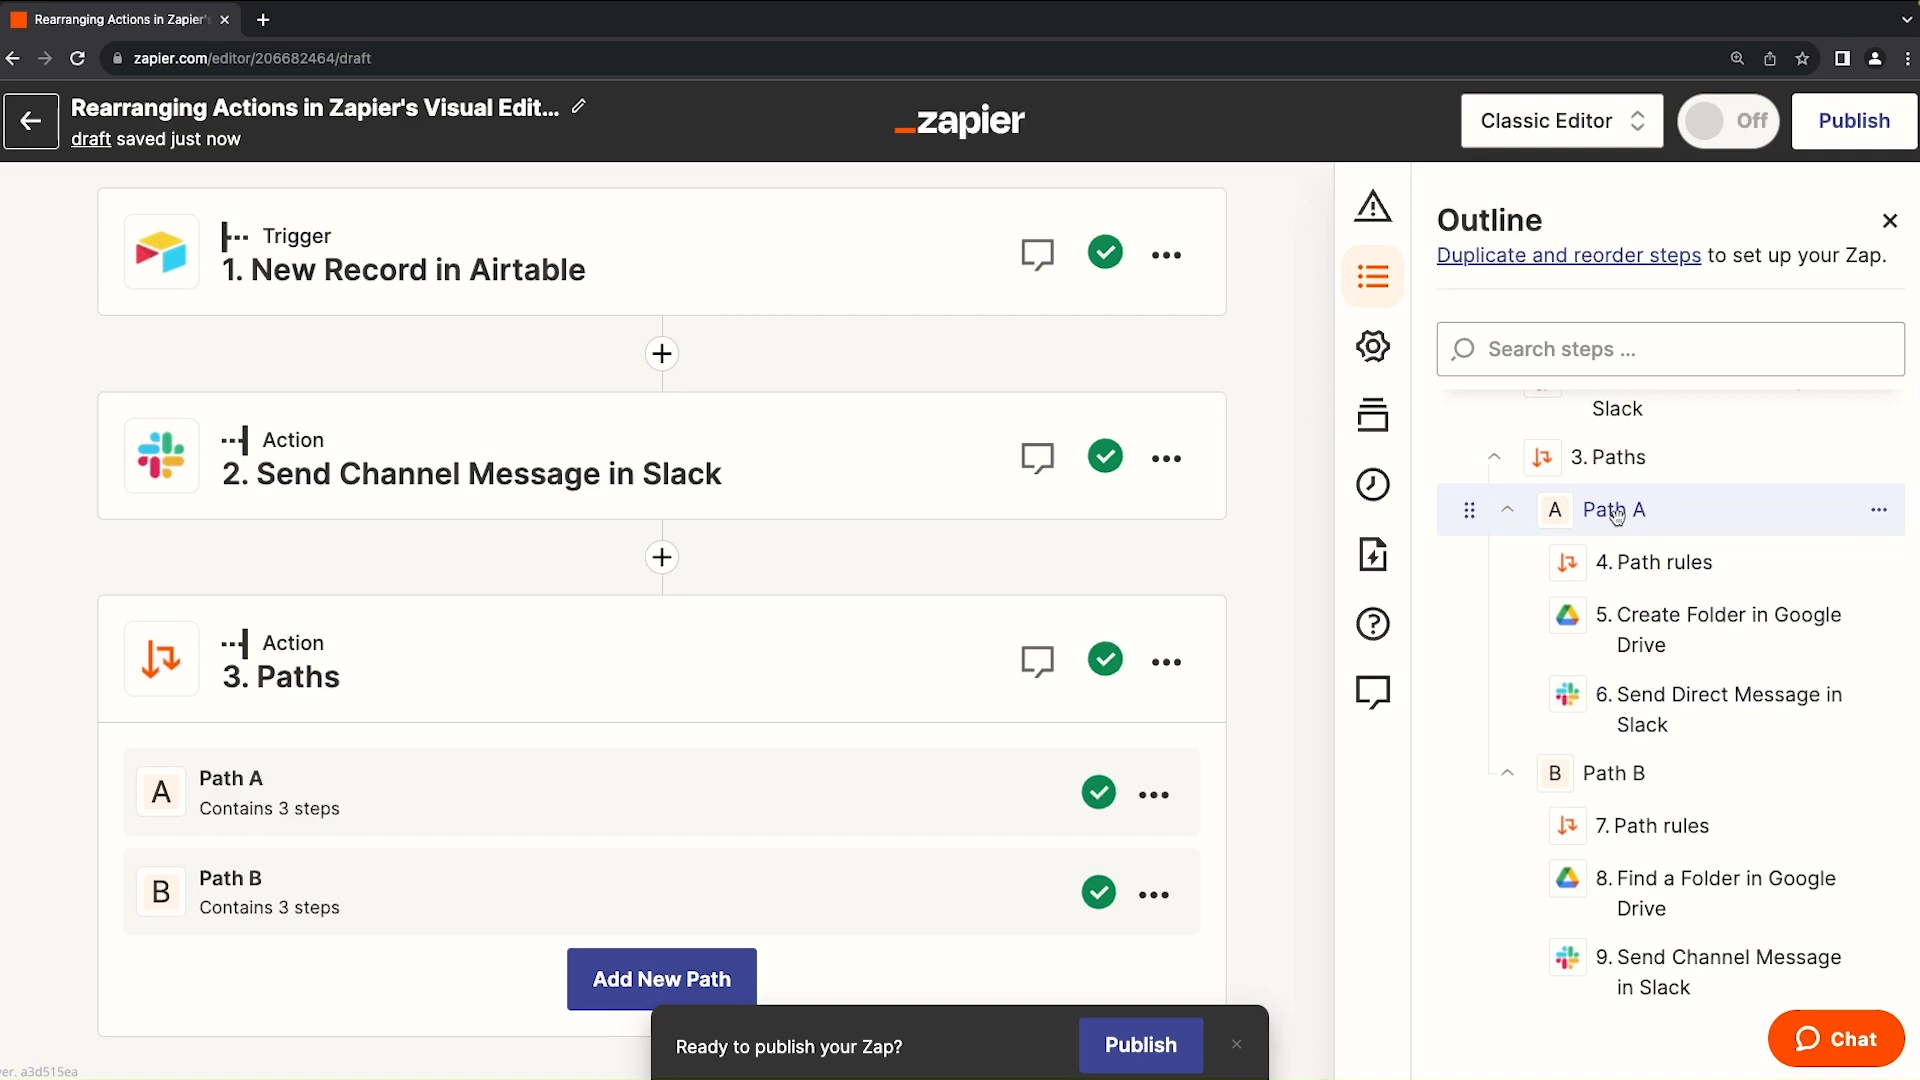 Rearranging Actions in Zapier's
zapier.com/editor/206682464/draft
Rearranging Actions in Zapier's Visual Edit...
draft saved just now
zapier
Classic Editor
Off
Publish
Trigger
1. New Record in Airtable
Action
2. Send Channel Message in Slack
Action
3. Paths
A
Path A
Contains 3 steps
B
Path B
Contains 3 steps
Add New Path
Ready to publish your Zap?
Publish
Outline
Duplicate and reorder steps to set up your Zap.
Search steps ...
Slack
3. Paths
A Path A
4. Path rules
5. Create Folder in Google
Drive
6. Send Direct Message in
Slack
B Path B
7. Path rules
8. Find a Folder in Google
Drive
9. Send Channel Message
in Slack
Chat
ver. a3d515ea